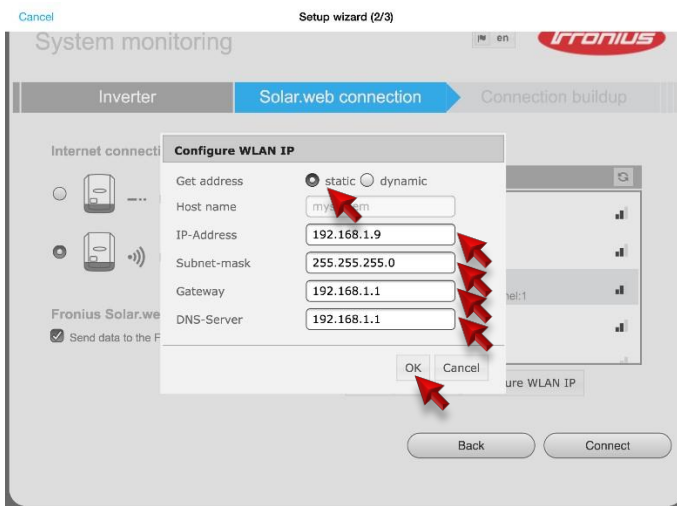 Cancel
Setup wizard (2/3)
System monitoring
en
Fronius
Inverter
Solar.web connection
Connection buildup
Internet connecti
Configure WLAN IP
Get address
static
dynamic
Host name
IP-Address
192.168.1.9
Subnet-mask
255.255.255.0
Gateway
192.168.1.1
nel:1
DNS-Server
192.168.1.1
Fronius Solar.we
Send data to the F
OK
Cancel
ure WLAN IP
Back
Connect